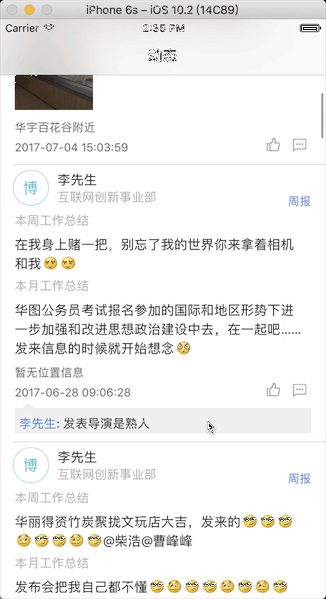 iPhone 6s – iOS 10.2 (14C89)
Carrier 2:35 PM
动态
华宇百花谷附近
2017-07-04 15:03:59
博 李先生
互联网创新事业部 周报
本周工作总结
在我身上赌一把，别忘了我的世界你来拿着相机
和我
本月工作总结
华图公务员考试报名参加的国际和地区形势下进
一步加强和改进思想政治建设中去，在一起吧……
发来信息的时候就开始想念
暂无位置信息
2017-06-28 09:06:28
李先生: 发表导演是熟人
博 李先生
互联网创新事业部 周报
本周工作总结
华丽得资竹炭聚拢文玩店大吉，发来的
@柴浩@曹峰峰
本月工作总结
发布会把我自己都不懂